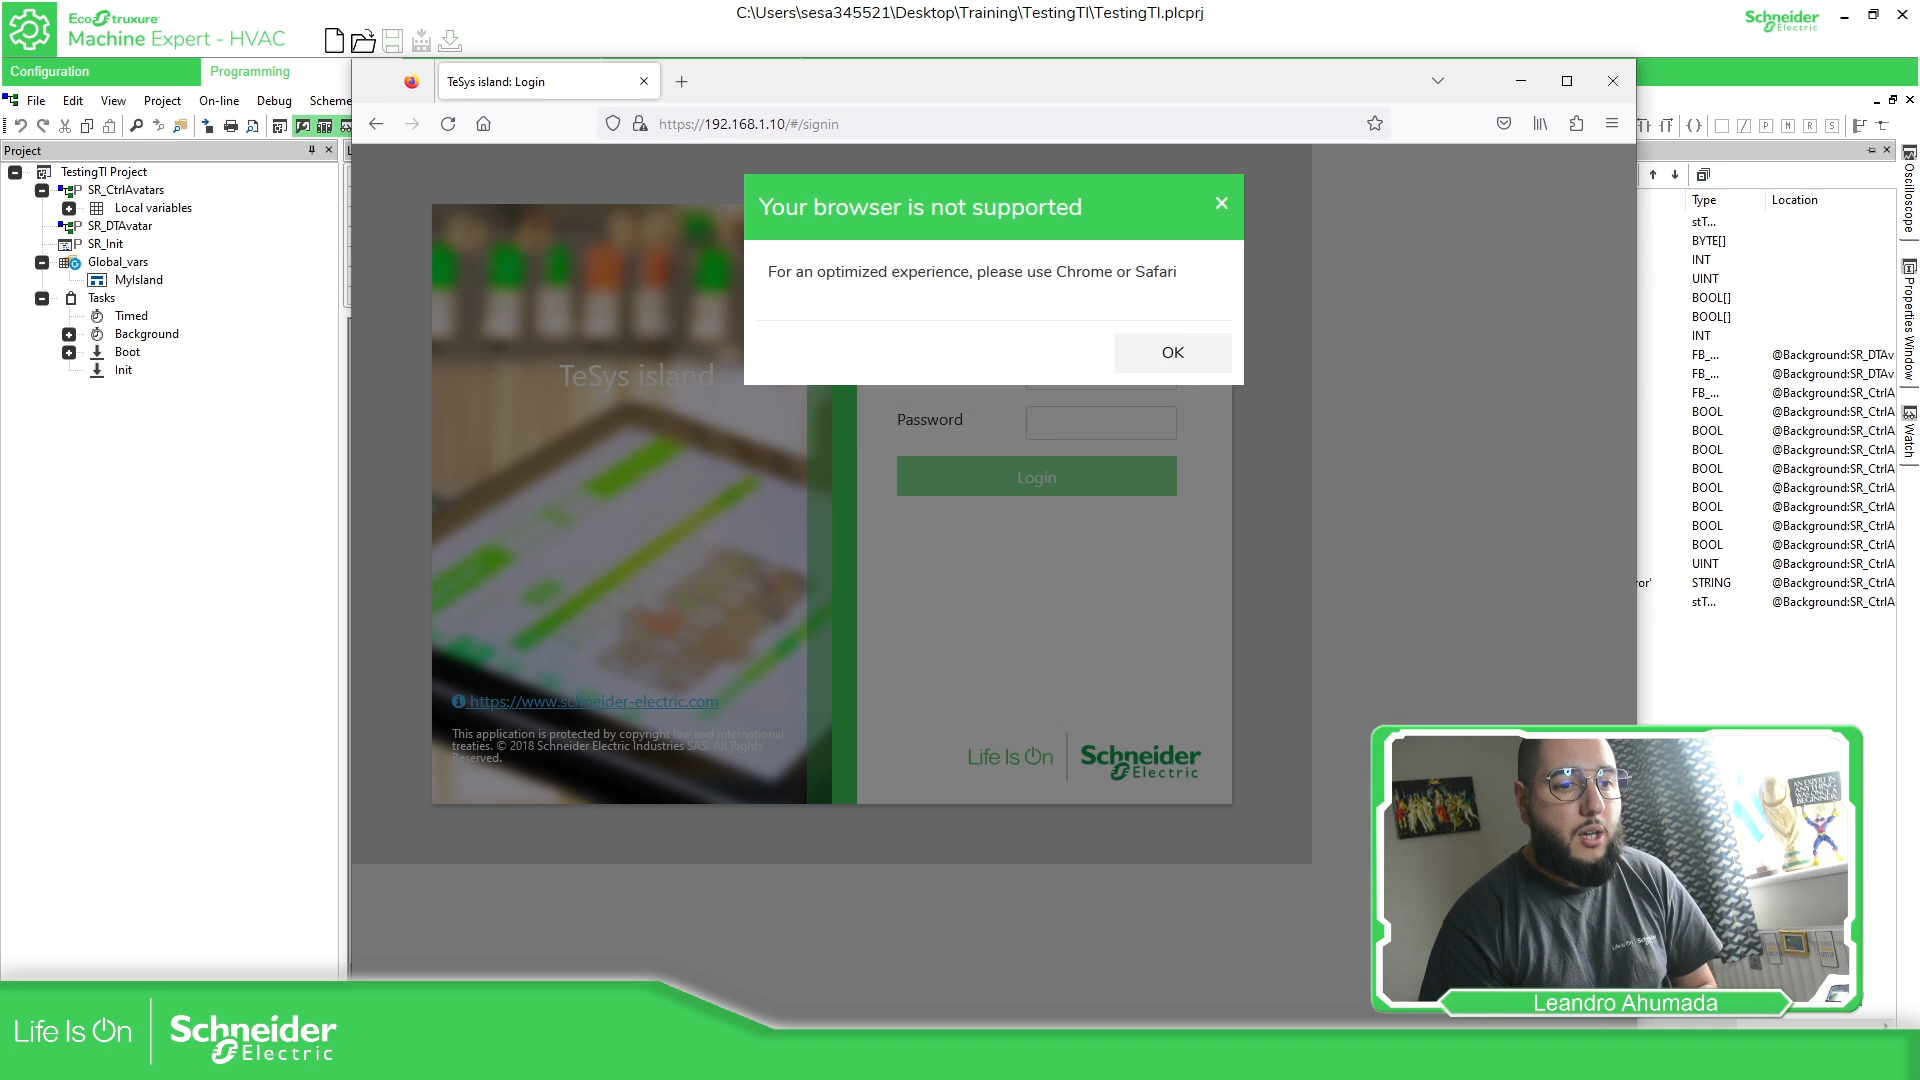 EcoStruxure
Machine Expert - HVAC
C:\Users\sesa345521\Desktop\Training\TestingTI\TestingTI.plcprj
Schneider
Electric
Configuration
Programming
File Edit View Project On-line Debug Scheme
Project
TestingTI Project
SR_CtrlAvatars
Local variables
SR_DTAvatar
SR_Init
Global_vars
MyIsland
Tasks
Timed
Background
Boot
Init
TeSys island: Login
https://192.168.1.10/#/signin
Your browser is not supported
For an optimized experience, please use Chrome or Safari
OK
TeSys island
Password
Login
https://www.schneider-electric.com
This application is protected by copyright law and international
treaties. © 2018 Schneider Electric Industries SAS. All Rights
Reserved.
Life Is On
Schneider
Electric
Type Location
stT...
BYTE[]
INT
UINT
BOOL[]
BOOL[]
INT
FB_... @Background:SR_DTAv
FB_... @Background:SR_DTAv
FB_... @Background:SR_CtrlA
BOOL @Background:SR_CtrlA
BOOL @Background:SR_CtrlA
BOOL @Background:SR_CtrlA
BOOL @Background:SR_CtrlA
BOOL @Background:SR_CtrlA
BOOL @Background:SR_CtrlA
BOOL @Background:SR_CtrlA
BOOL @Background:SR_CtrlA
UINT @Background:SR_CtrlA
ror' STRING @Background:SR_CtrlA
stT... @Background:SR_CtrlA
Oscilloscope
Properties Window
Watch
AN EXPERT IN
ANYTHING
WAS ONCE A
BEGINNER
Leandro Ahumada
Life Is On
Schneider
Electric